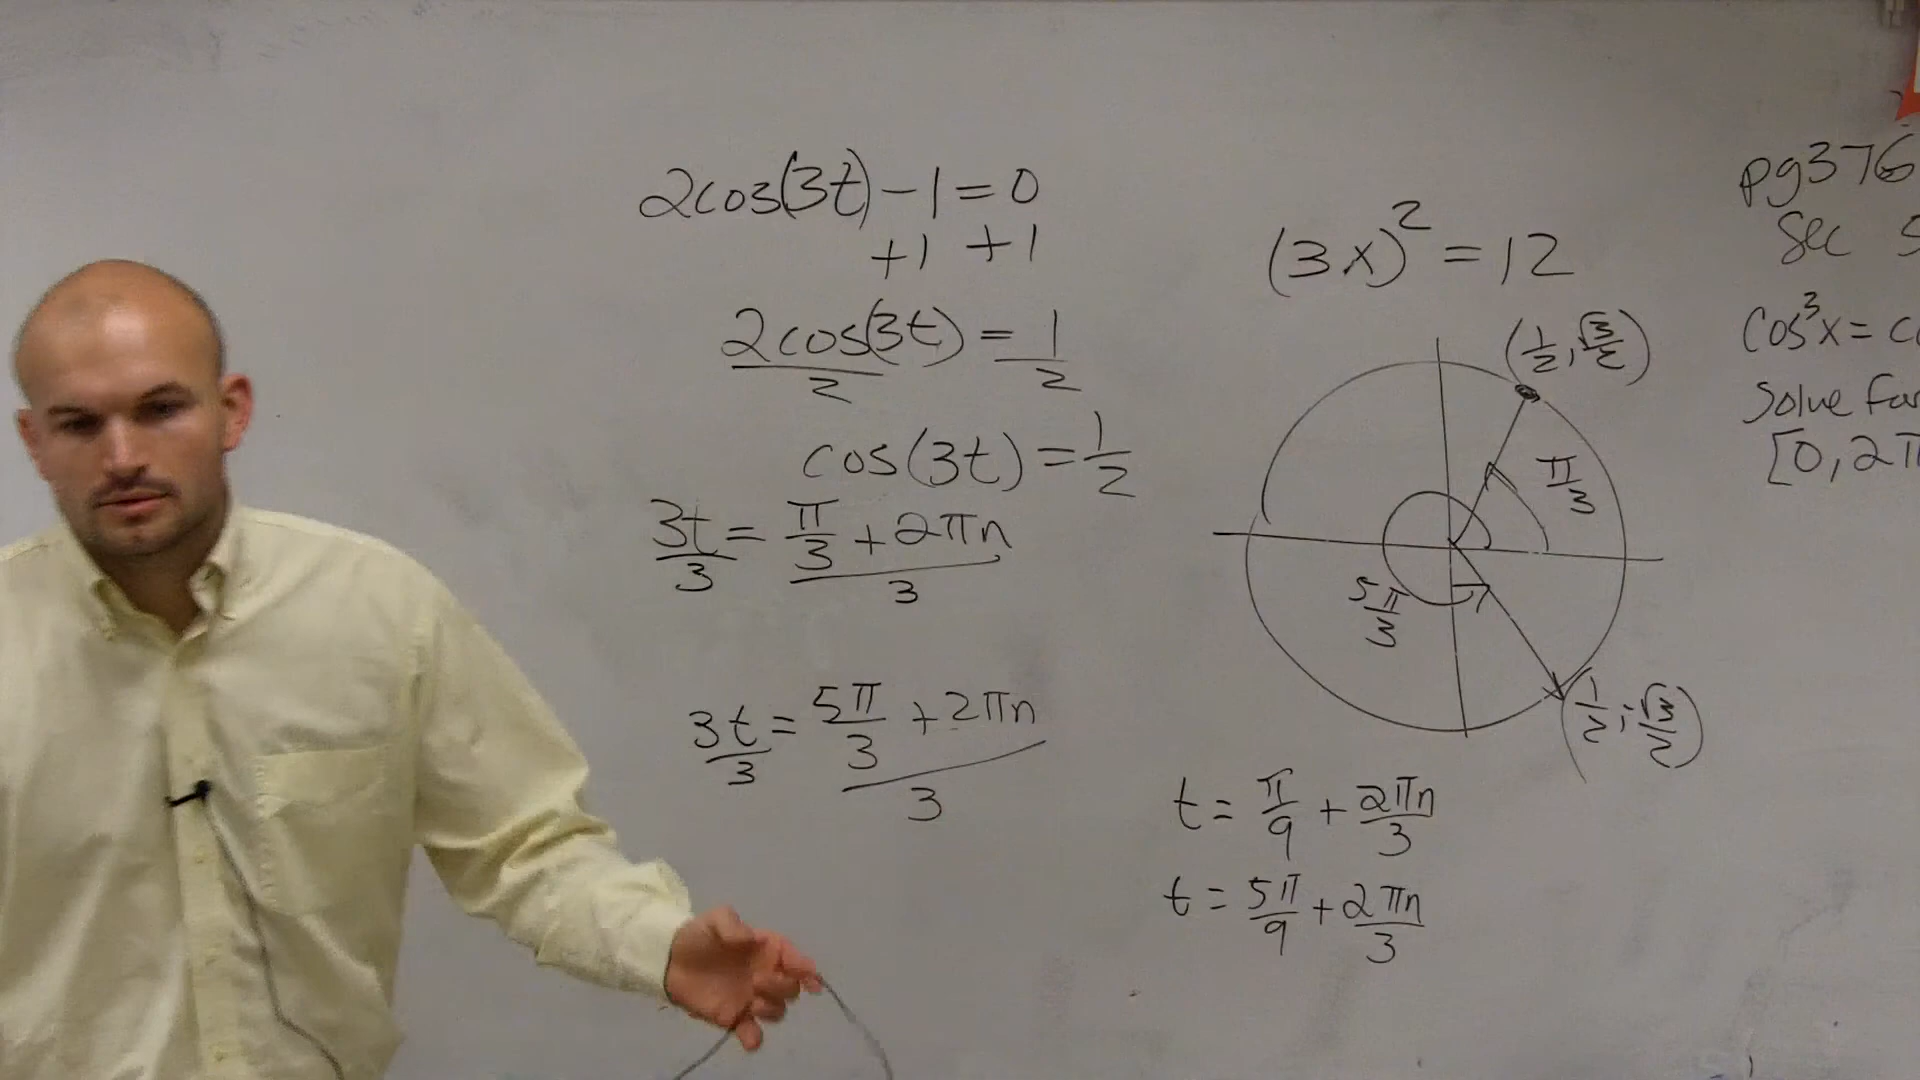 2cos(3t) - 1 = 0
+1 +1
2cos(3t) = 1
2 2
cos(3t) = 1/2
3t/3 = (π/3 + 2πn)/3
3t/3 = (5π/3 + 2πn)/3
(3x)² = 12
(1/2, √3/2)
π/3
5π/3
(1/2, -√3/2)
t = π/9 + 2πn/3
t = 5π/9 + 2πn/3
pg376
Sec
cos³x =
Solve
[0, 2π